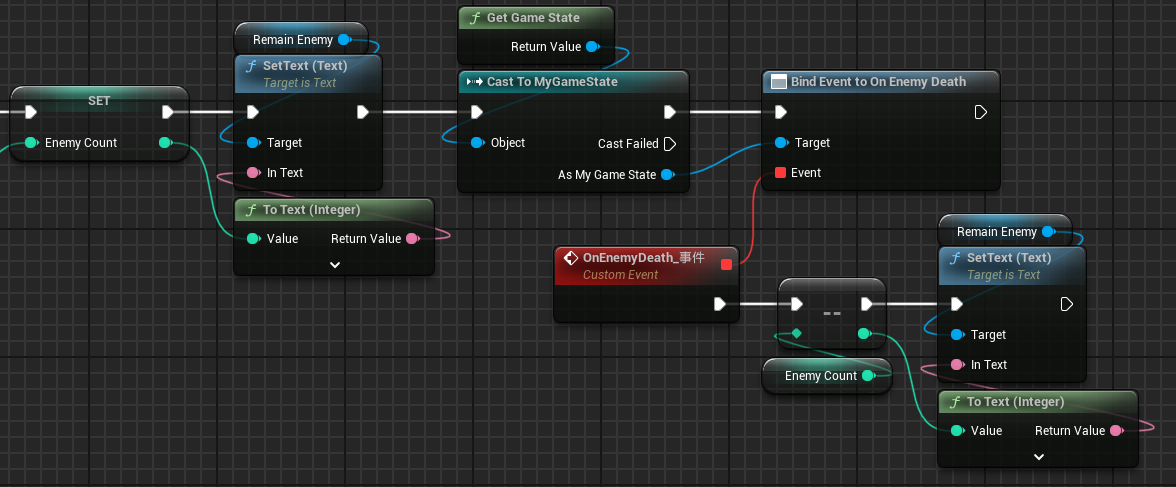 SET
Enemy Count
Remain Enemy
SetText (Text)
Target is Text
Target
In Text
To Text (Integer)
Value
Return Value
Get Game State
Return Value
Cast To MyGameState
Object
Cast Failed
As My Game State
Bind Event to On Enemy Death
Target
Event
OnEnemyDeath_事件
Custom Event
--
Enemy Count
Remain Enemy
SetText (Text)
Target is Text
Target
In Text
To Text (Integer)
Value
Return Value